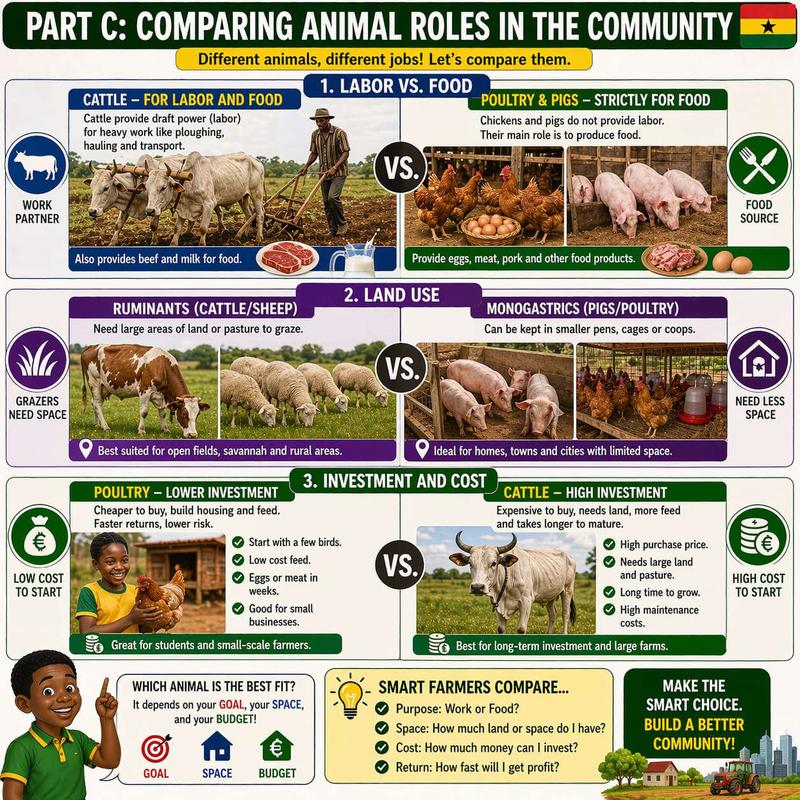 PART C: COMPARING ANIMAL ROLES IN THE COMMUNITY
Different animals, different jobs! Let's compare them.
1. LABOR VS. FOOD
CATTLE – FOR LABOR AND FOOD
Cattle provide draft power (labor)
for heavy work like ploughing,
hauling and transport.
WORK
PARTNER
Also provides beef and milk for food.
VS.
POULTRY & PIGS – STRICTLY FOR FOOD
Chickens and pigs do not provide labor.
Their main role is to produce food.
FOOD
SOURCE
Provide eggs, meat, pork and other food products.
2. LAND USE
RUMINANTS (CATTLE/SHEEP)
Need large areas of land or pasture to graze.
GRAZERS
NEED SPACE
Best suited for open fields, savannah and rural areas.
VS.
MONOGASTRICS (PIGS/POULTRY)
Can be kept in smaller pens, cages or coops.
NEED LESS
SPACE
Ideal for homes, towns and cities with limited space.
3. INVESTMENT AND COST
POULTRY – LOWER INVESTMENT
Cheaper to buy, build housing and feed.
Faster returns, lower risk.
€
LOW COST
TO START
Start with a few birds.
Low cost feed.
Eggs or meat in
weeks.
Good for small
businesses.
Great for students and small-scale farmers.
VS.
CATTLE – HIGH INVESTMENT
Expensive to buy, needs land, more feed
and takes longer to mature.
€
HIGH COST
TO START
High purchase price.
Needs large land
and pasture.
Long time to grow.
High maintenance
costs.
Best for long-term investment and large farms.
WHICH ANIMAL IS THE BEST FIT?
It depends on your GOAL, your SPACE,
and your BUDGET!
GOAL
SPACE
€
BUDGET
SMART FARMERS COMPARE...
Purpose: Work or Food?
Space: How much land or space do I have?
Cost: How much money can I invest?
Return: How fast will I get profit?
MAKE THE
SMART CHOICE.
BUILD A BETTER
COMMUNITY!